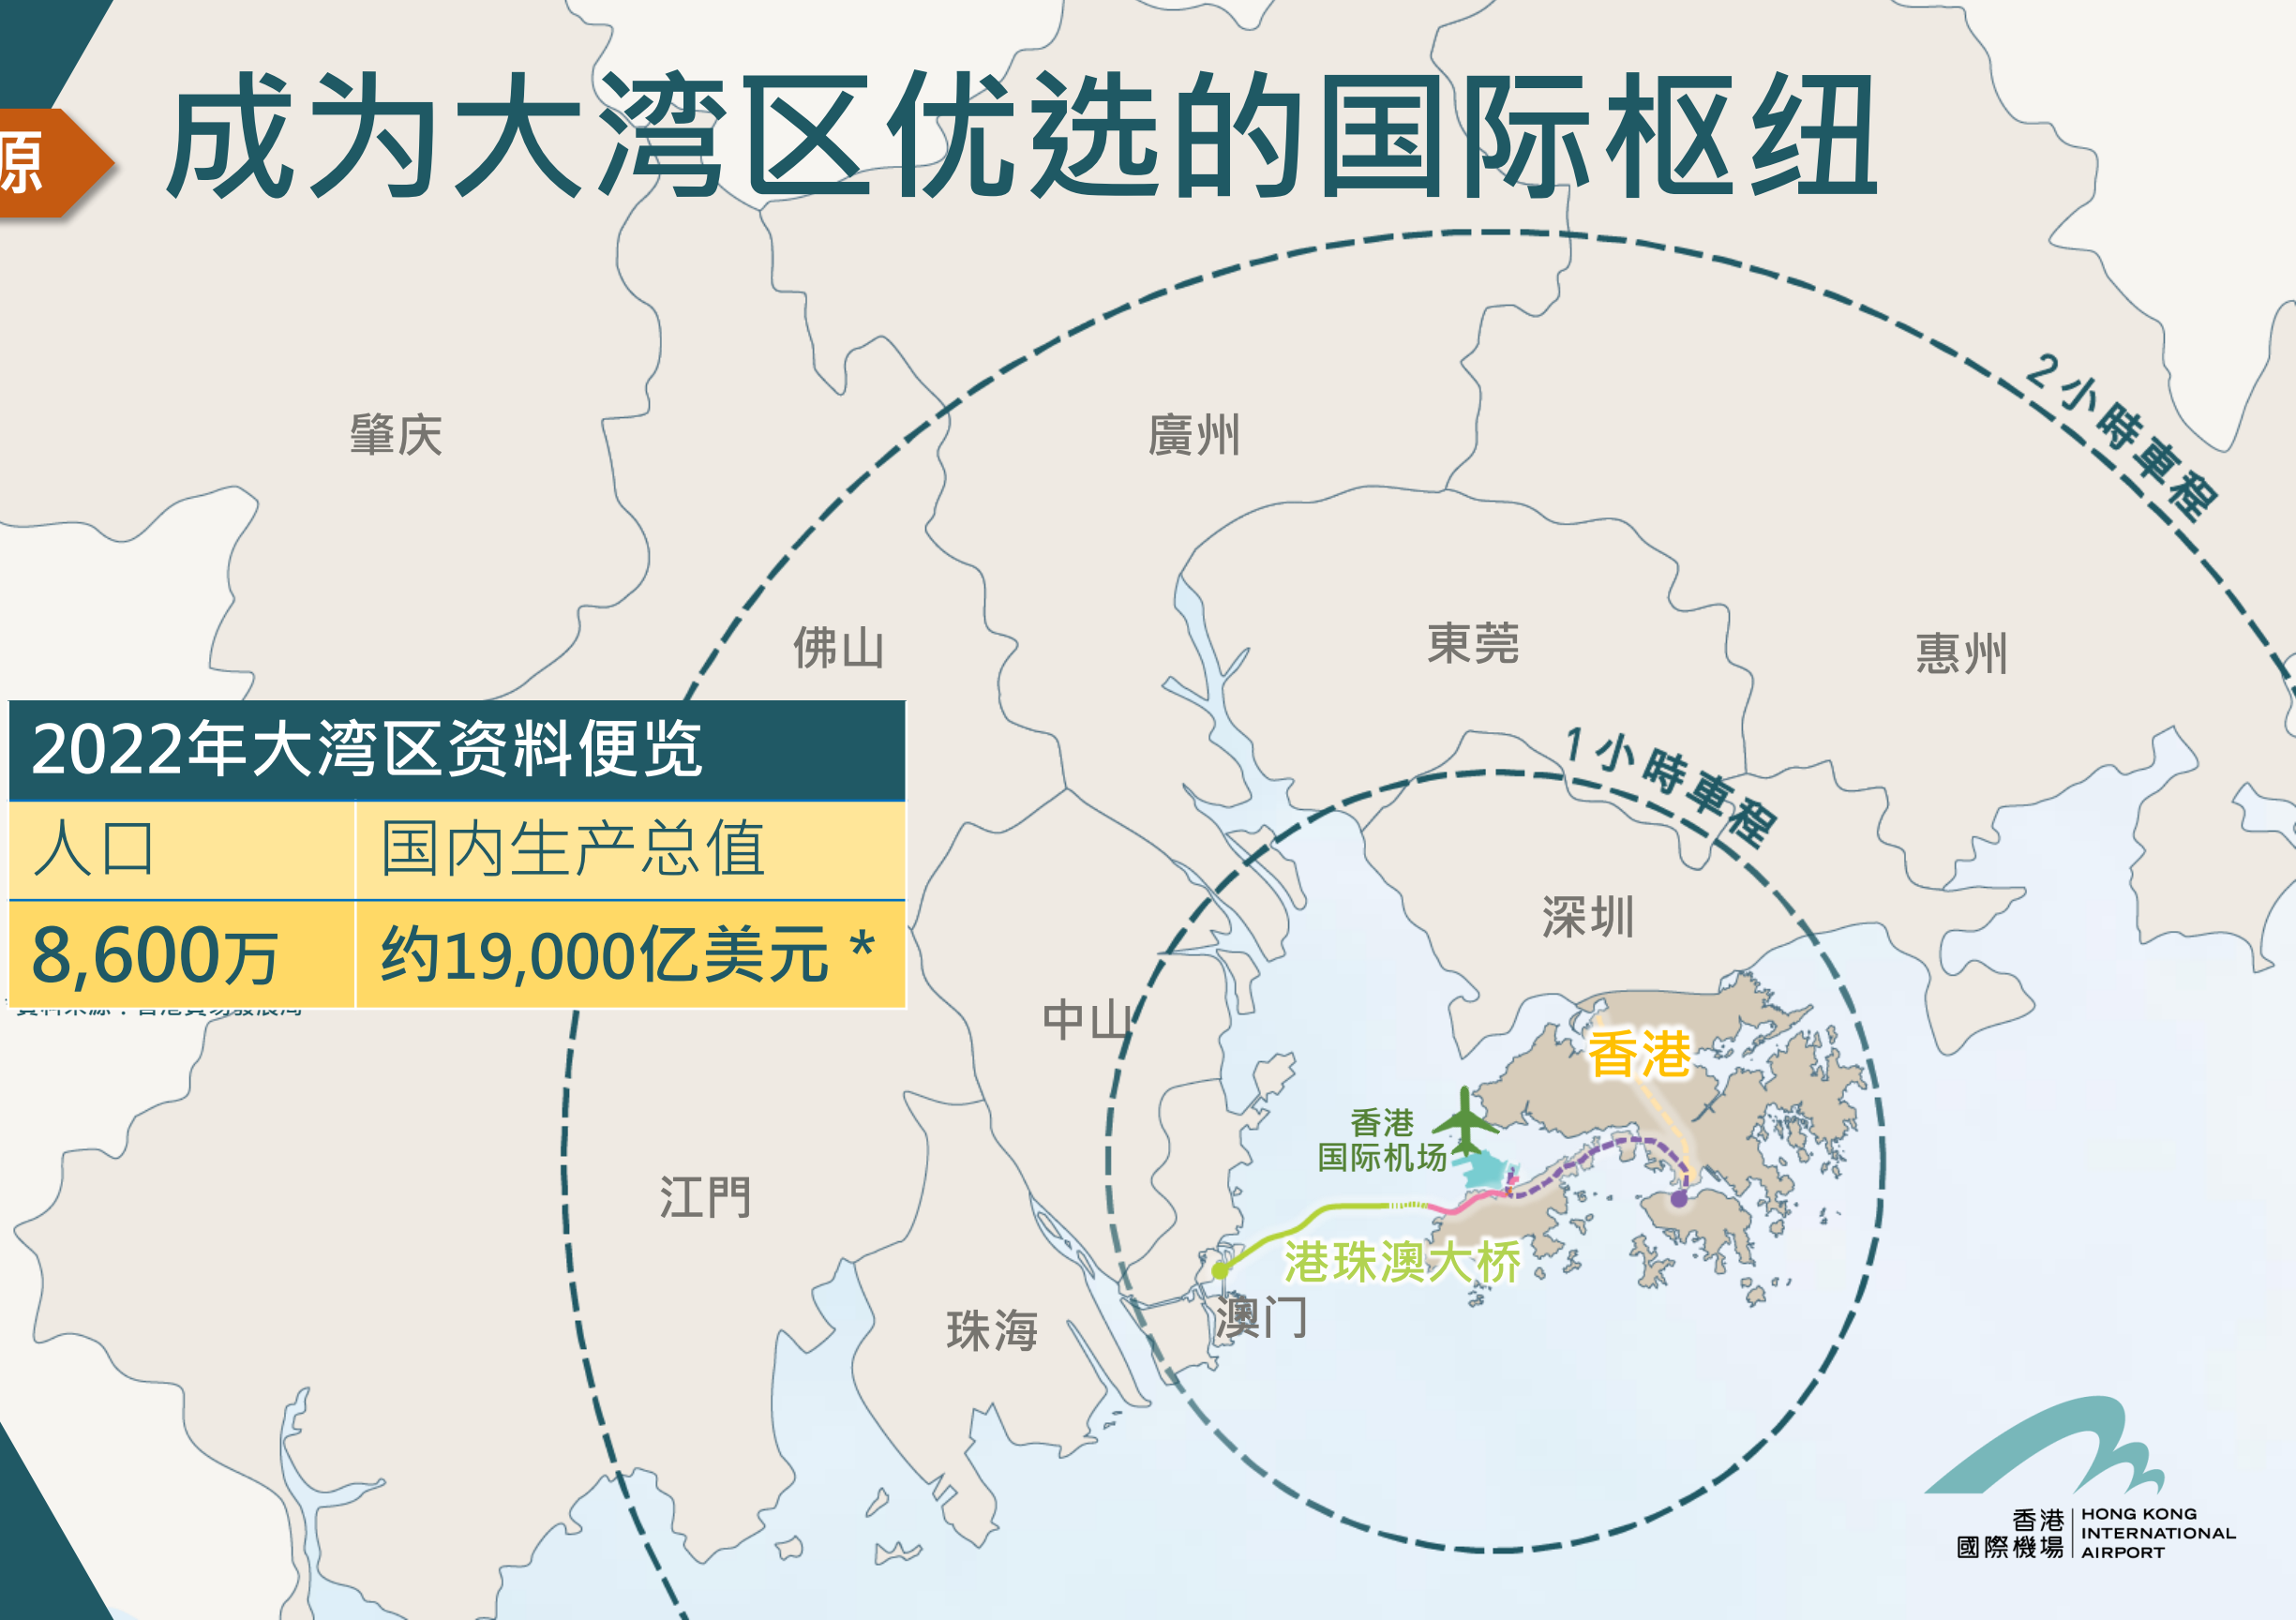 源
成为大湾区优选的国际枢纽
2小時車程
肇庆
廣州
佛山
東莞
惠州
1小時車程
2022年大湾区资料便览
人口 国内生产总值
8,600万 约19,000亿美元 *
深圳
中山
香港
香港
国际机场
江門
港珠澳大桥
珠海
澳门
香港
國際機場
HONG KONG
INTERNATIONAL
AIRPORT